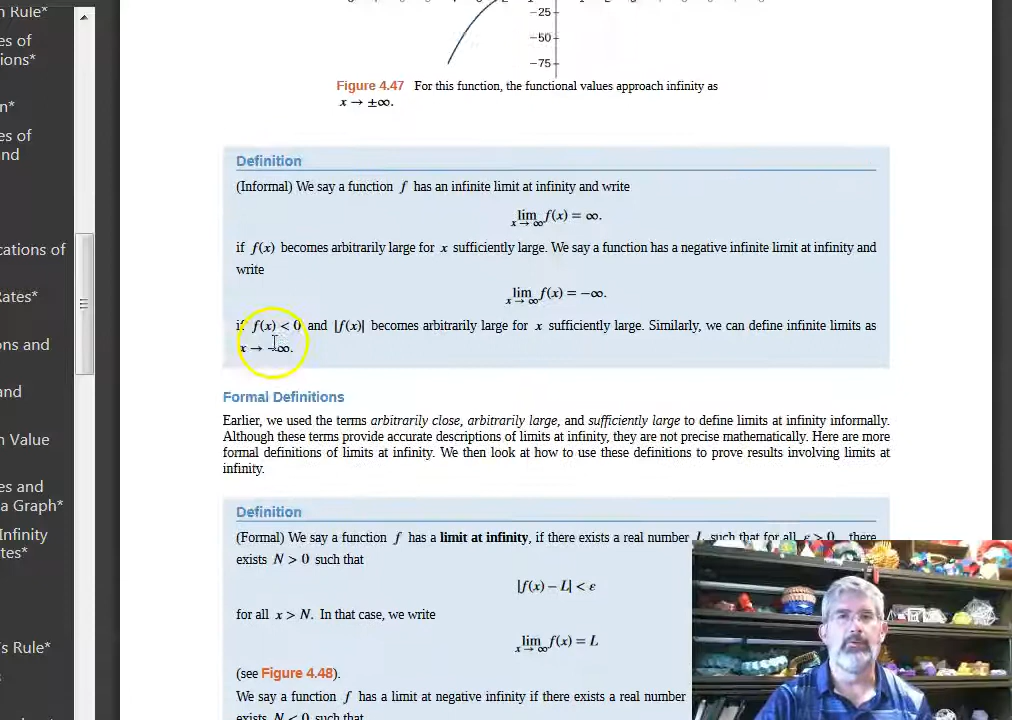 n Rule*
es of
ions*
n*
es of
nd
cations of
Rates*
ons and
and
n Value
es and
a Graph*
Infinity
tes*
's Rule*
−25
−50
−75
Figure 4.47 For this function, the functional values approach infinity as
x → ±∞.
Definition
(Informal) We say a function f has an infinite limit at infinity and write
lim f(x) = ∞.
x → ∞
if f(x) becomes arbitrarily large for x sufficiently large. We say a function has a negative infinite limit at infinity and
write
lim f(x) = −∞.
x → ∞
if f(x) < 0 and |f(x)| becomes arbitrarily large for x sufficiently large. Similarly, we can define infinite limits as
x → −∞.
Formal Definitions
Earlier, we used the terms arbitrarily close, arbitrarily large, and sufficiently large to define limits at infinity informally.
Although these terms provide accurate descriptions of limits at infinity, they are not precise mathematically. Here are more
formal definitions of limits at infinity. We then look at how to use these definitions to prove results involving limits at
infinity.
Definition
(Formal) We say a function f has a limit at infinity, if there exists a real number L such that for all ε > 0, there
exists N > 0 such that
|f(x) − L| < ε
for all x > N. In that case, we write
lim f(x) = L
x → ∞
(see Figure 4.48).
We say a function f has a limit at negative infinity if there exists a real number
exists N < 0 such that